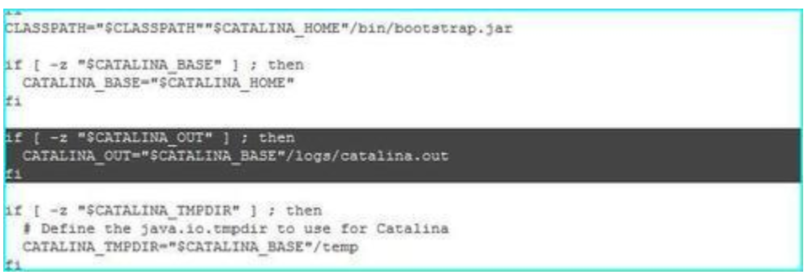 fi
CLASSPATH="$CLASSPATH""$CATALINA_HOME"/bin/bootstrap.jar
if [ -z "$CATALINA_BASE" ] ; then
CATALINA_BASE="$CATALINA_HOME"
fi
if [ -z "$CATALINA_OUT" ] ; then
CATALINA_OUT="$CATALINA_BASE"/logs/catalina.out
fi
if [ -z "$CATALINA_TMPDIR" ] ; then
# Define the java.io.tmpdir to use for Catalina
CATALINA_TMPDIR="$CATALINA_BASE"/temp
fi